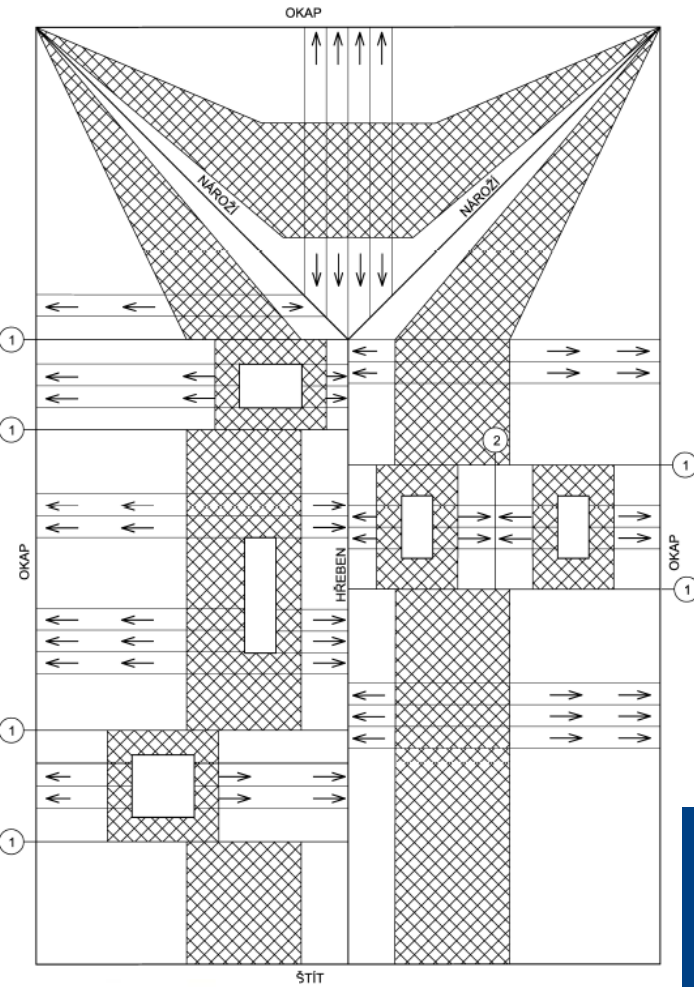 OKAP
NÁROŽÍ
NÁROŽÍ
1
1
2
1
OKAP
HŘEBEN
OKAP
1
1
1
ŠTÍT